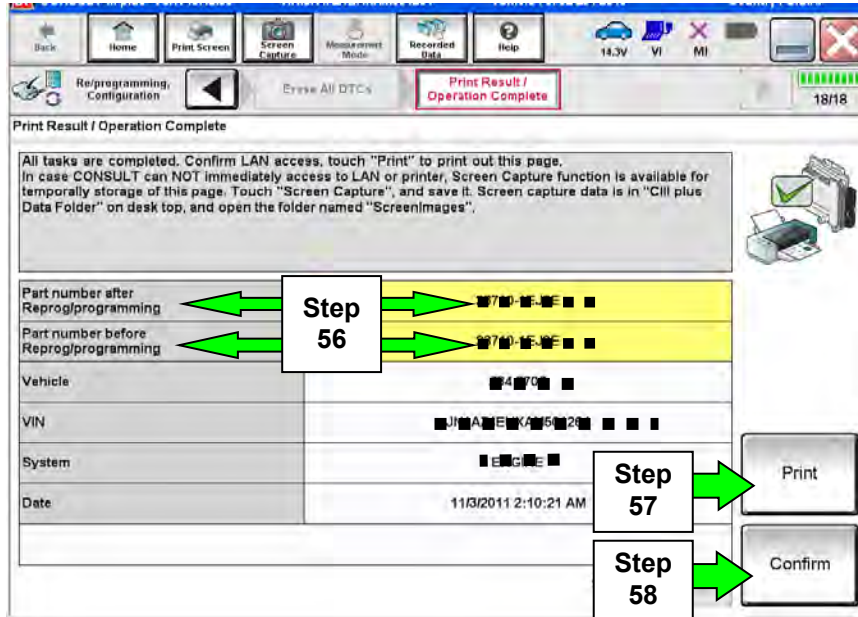 Back
Home
Print Screen
Screen Capture
Measurement Mode
Recorded Data
Help
14.3V
VI
MI
Re/programming, Configuration
Erase All DTCs
Print Result / Operation Complete
18/18
Print Result / Operation Complete
All tasks are completed. Confirm LAN access, touch "Print" to print out this page.
In case CONSULT can NOT immediately access to LAN or printer, Screen Capture function is available for
temporally storage of this page. Touch "Screen Capture", and save it. Screen capture data is in "CIII plus
Data Folder" on desk top, and open the folder named "ScreenImages".
Part number after
Reprog/programming
Step
56
Part number before
Reprog/programming
Vehicle
VIN
System
Step
57
Print
Date
11/3/2011 2:10:21 AM
Step
58
Confirm